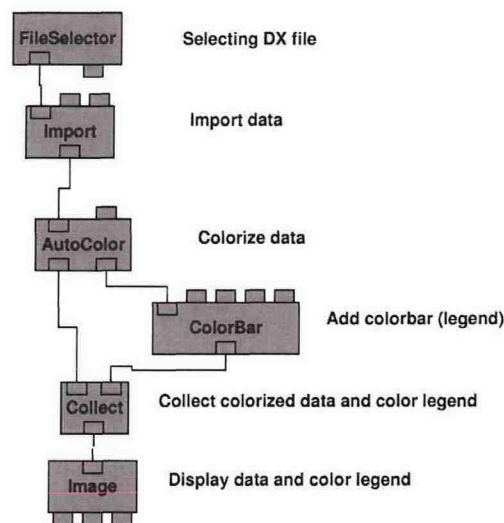 FileSelector
Selecting DX file
Import
Import data
AutoColor
Colorize data
ColorBar
Add colorbar (legend)
Collect
Collect colorized data and color legend
Image
Display data and color legend